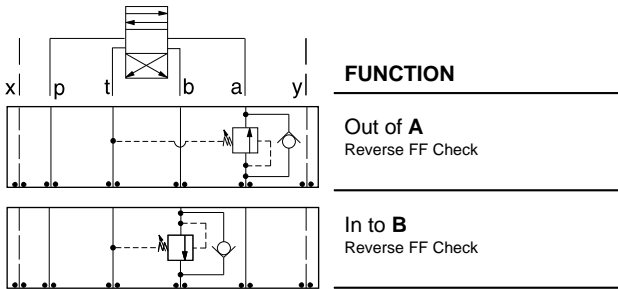 x p t b a y
FUNCTION
Out of A
Reverse FF Check
In to B
Reverse FF Check